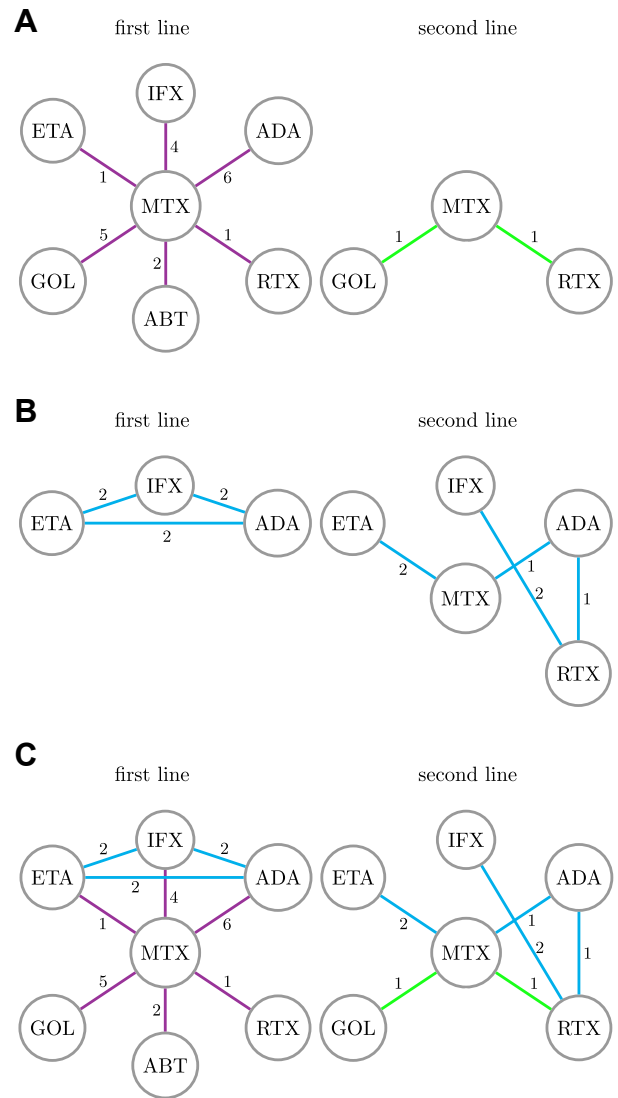 A
first line second line
IFX
ETA ADA
4
1 6
MTX MTX
5 1 1 1
2
GOL RTX GOL RTX
ABT
B
first line second line
IFX IFX
2 2
ETA ADA ETA ADA
2
2 1
MTX 2 1
RTX
C
first line second line
IFX IFX
2 2
ETA ADA ETA ADA
2
4
1 6 2 1
MTX MTX 2 1
5 1 1 1
2
GOL RTX GOL RTX
ABT